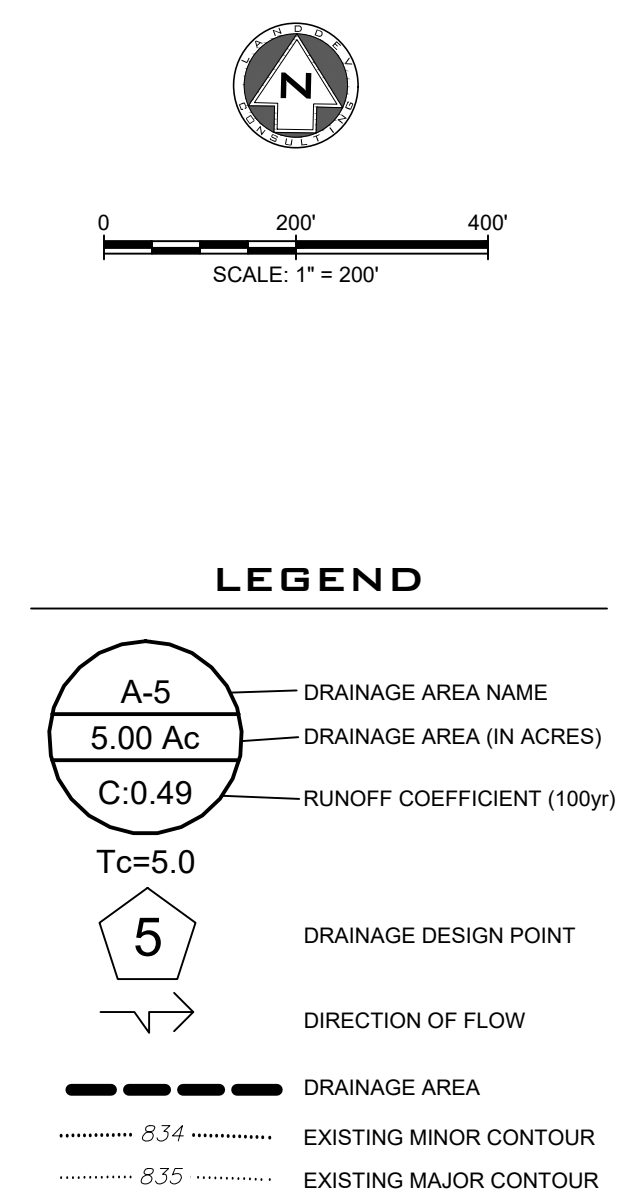 LANDDEV
N
CONSULTING
0 200' 400'
SCALE: 1" = 200'
LEGEND
A-5 DRAINAGE AREA NAME
5.00 Ac DRAINAGE AREA (IN ACRES)
C:0.49 RUNOFF COEFFICIENT (100yr)
Tc=5.0
5 DRAINAGE DESIGN POINT
DIRECTION OF FLOW
DRAINAGE AREA
834 EXISTING MINOR CONTOUR
835 EXISTING MAJOR CONTOUR